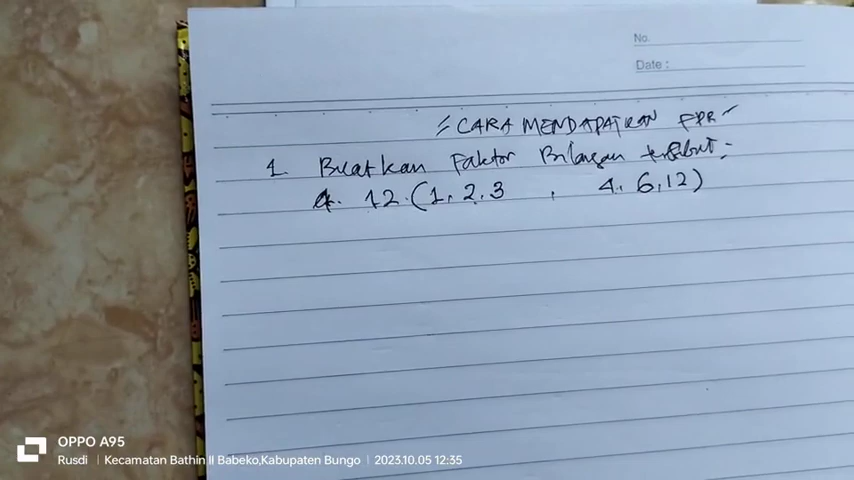 No.
Date :
= CARA MENDAPATKAN FPB =
1. Buatkan Faktor Bilangan tersebut :
a. 12. (1, 2, 3 , 4, 6, 12)
OPPO A95
Rusdi | Kecamatan Bathin II Babeko,Kabupaten Bungo | 2023.10.05 12:35